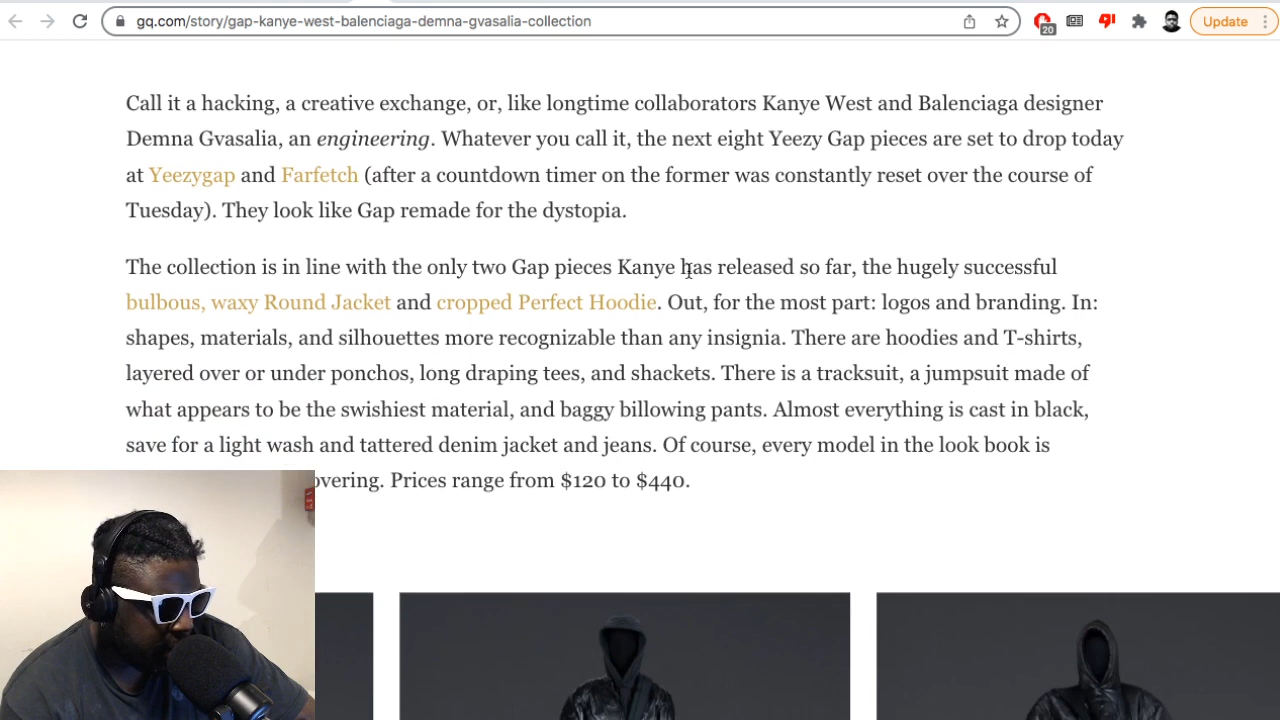 gq.com/story/gap-kanye-west-balenciaga-demna-gvasalia-collection
20
Update
Call it a hacking, a creative exchange, or, like longtime collaborators Kanye West and Balenciaga designer
Demna Gvasalia, an engineering. Whatever you call it, the next eight Yeezy Gap pieces are set to drop today
at Yeezygap and Farfetch (after a countdown timer on the former was constantly reset over the course of
Tuesday). They look like Gap remade for the dystopia.
The collection is in line with the only two Gap pieces Kanye has released so far, the hugely successful
bulbous, waxy Round Jacket and cropped Perfect Hoodie. Out, for the most part: logos and branding. In:
shapes, materials, and silhouettes more recognizable than any insignia. There are hoodies and T-shirts,
layered over or under ponchos, long draping tees, and shackets. There is a tracksuit, a jumpsuit made of
what appears to be the swishiest material, and baggy billowing pants. Almost everything is cast in black,
save for a light wash and tattered denim jacket and jeans. Of course, every model in the look book is
overing. Prices range from $120 to $440.